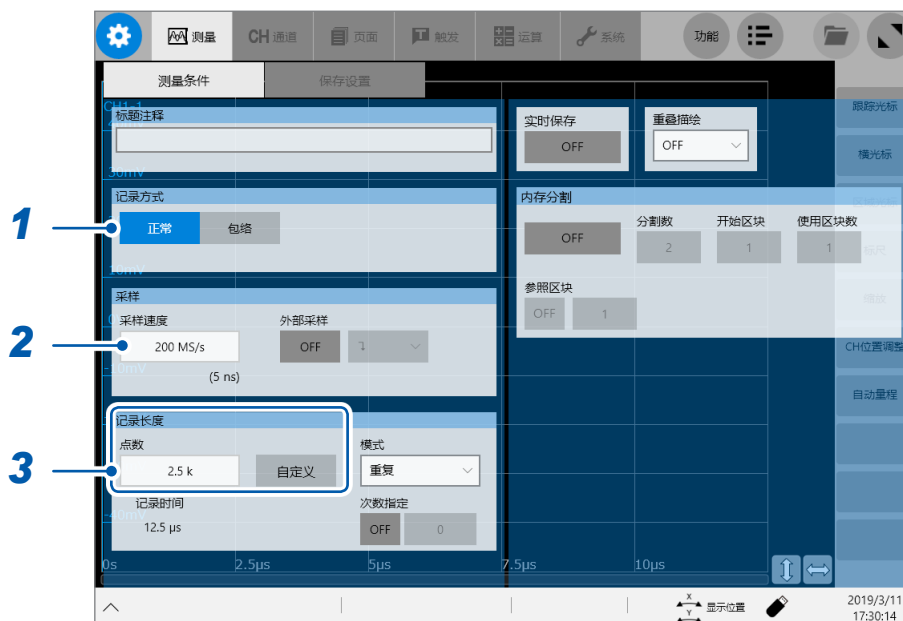 测量 CH 通道 页面 触发 运算 系统 功能
测量条件 保存设置
CH1-1
标题注释
实时保存 重叠描绘
OFF OFF
跟踪光标
横光标
30mV
记录方式
1 正常 包络
内存分割
分割数 开始区块 使用区块数
OFF 2 1 1
标尺
10mV
参照区块
OFF 1
缩放
采样
采样速度 外部采样
2 200 MS/s OFF
(5 ns)
-10mV
CH位置调整
自动量程
记录长度
点数 模式
3 2.5 k 自定义 重复
记录时间 次数指定
-40mV
12.5 μs OFF 0
0s 2.5μs 5μs 7.5μs 10μs
X
Y
显示位置
2019/3/11
17:30:14